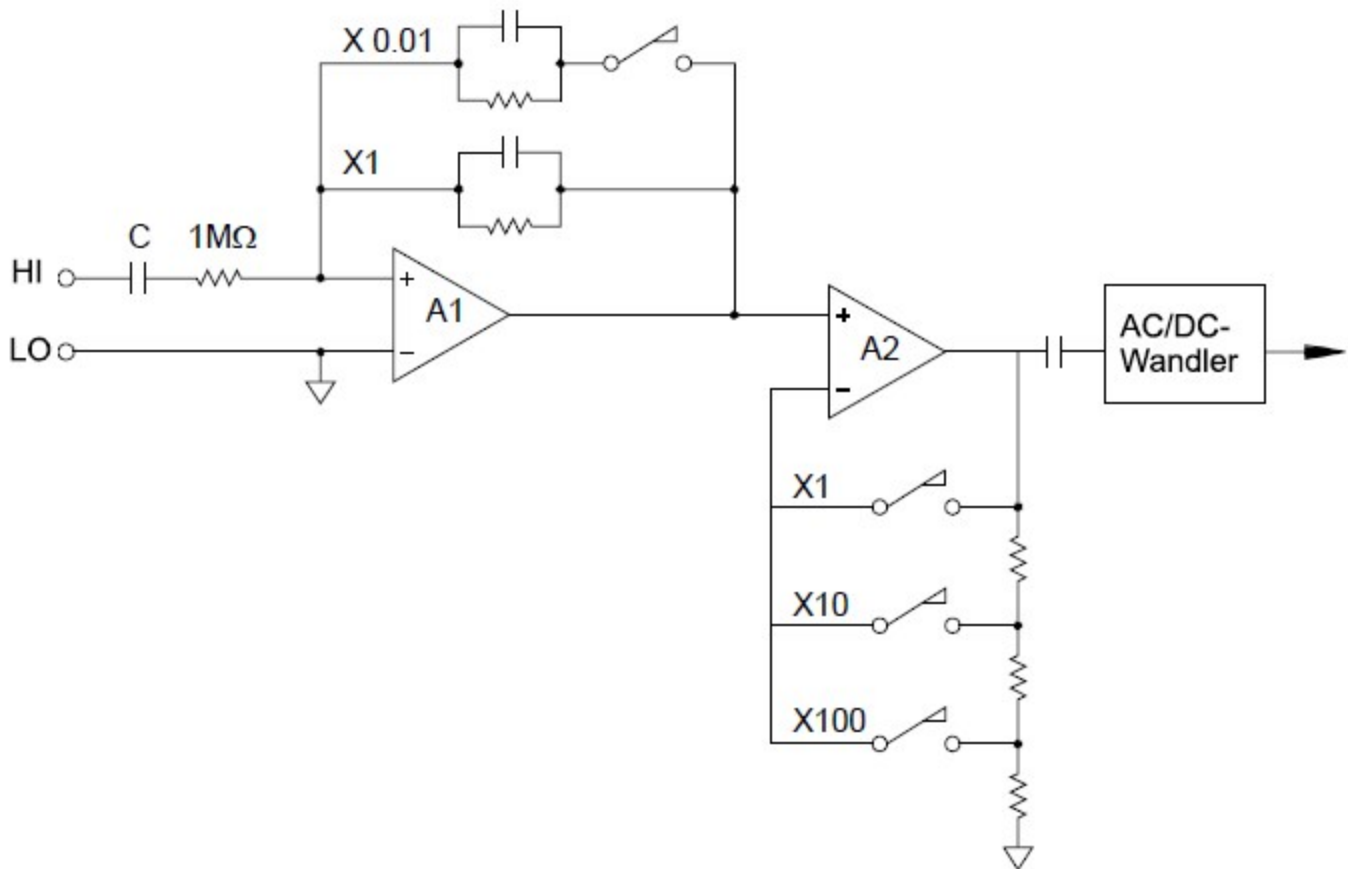 X 0.01
X1
C
1MΩ
HI
LO
+
A1
−
+
A2
−
AC/DC-
Wandler
X1
X10
X100